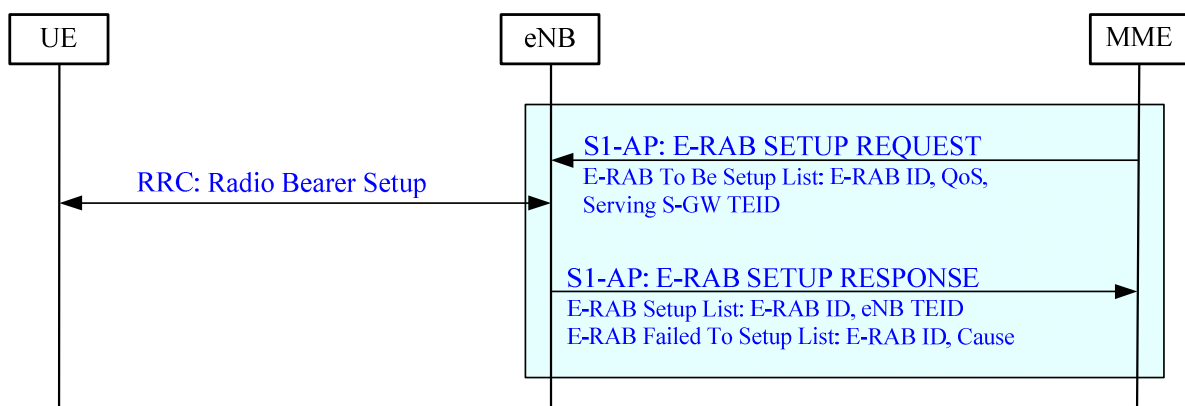 UE
eNB
MME
S1-AP: E-RAB SETUP REQUEST
E-RAB To Be Setup List: E-RAB ID, QoS,
Serving S-GW TEID
RRC: Radio Bearer Setup
S1-AP: E-RAB SETUP RESPONSE
E-RAB Setup List: E-RAB ID, eNB TEID
E-RAB Failed To Setup List: E-RAB ID, Cause